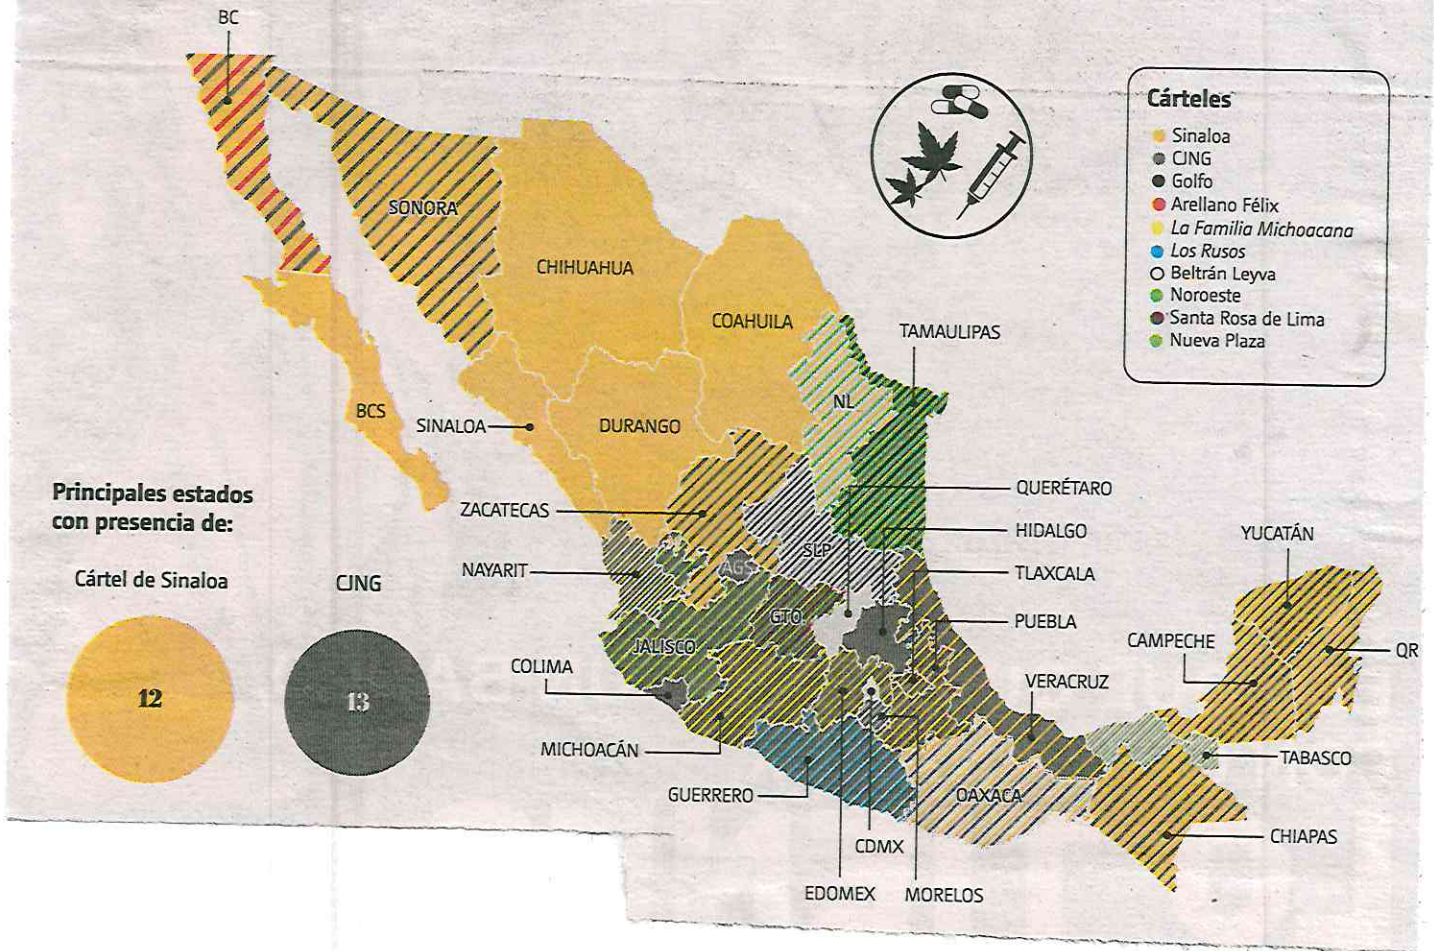 BC
Cárteles
Sinaloa
CJNG
Golfo
Arellano Félix
La Familia Michoacana
Los Rusos
Beltrán Leyva
Noroeste
Santa Rosa de Lima
Nueva Plaza
SONORA
CHIHUAHUA
COAHUILA
TAMAULIPAS
NL
BCS
SINALOA
DURANGO
ZACATECAS
QUERÉTARO
HIDALGO
TLAXCALA
PUEBLA
YUCATÁN
SLP
NAYARIT
AGS
GTO.
JALISCO
CAMPECHE
QR
COLIMA
VERACRUZ
MICHOACÁN
TABASCO
GUERRERO
OAXACA
CHIAPAS
CDMX
EDOMEX
MORELOS
Principales estados
con presencia de:
Cártel de Sinaloa
CJNG
12
13